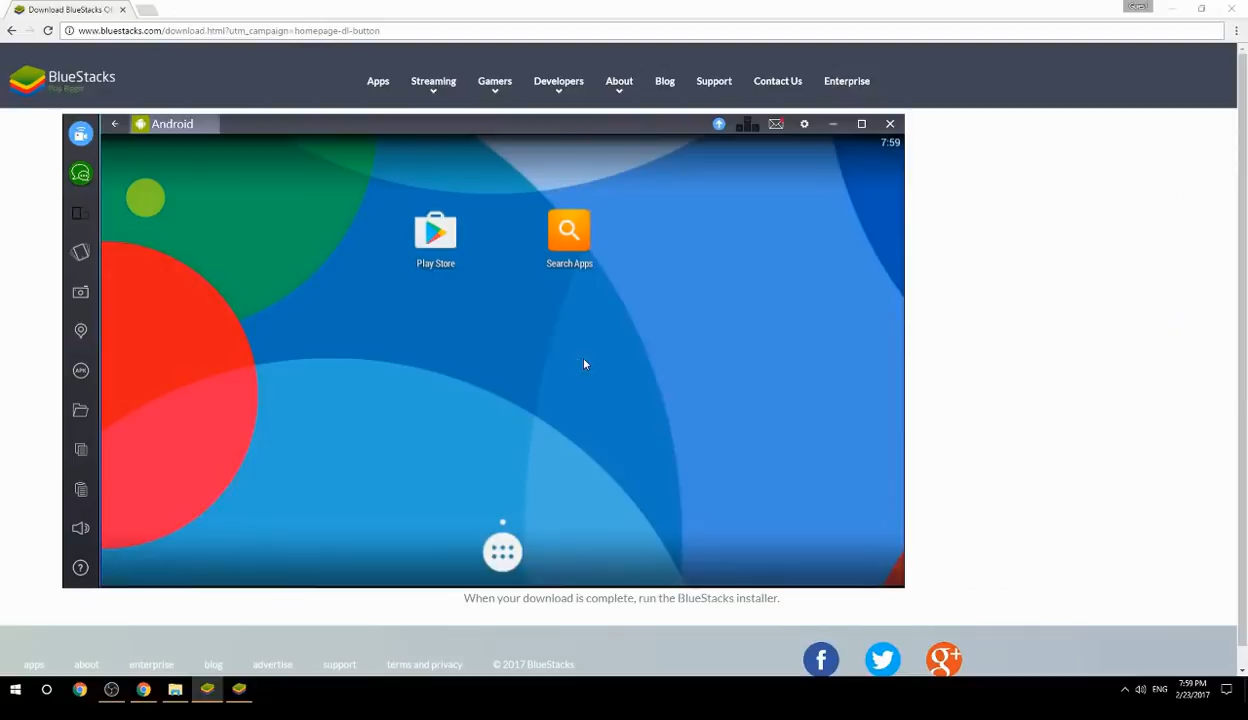 Download BlueStacks Of
www.bluestacks.com/download.html?utm_campaign=homepage-dl-button
BlueStacks
Play Bigger
Apps
Streaming
Gamers
Developers
About
Blog
Support
Contact Us
Enterprise
Android
7:59
Play Store
Search Apps
APK
When your download is complete, run the BlueStacks installer.
apps
about
enterprise
blog
advertise
support
terms and privacy
© 2017 BlueStacks
ENG
7:59 PM
2/23/2017